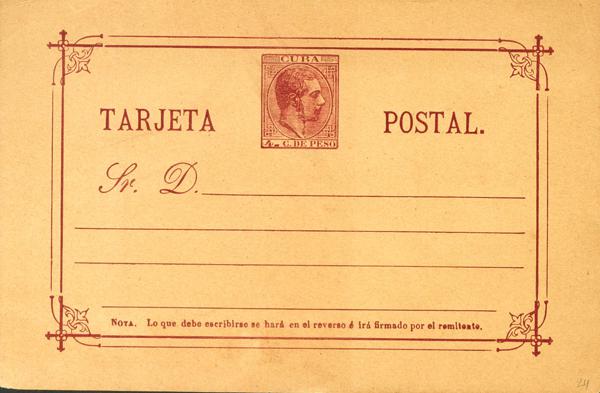 CUBA
4 C. DE PESO
TARJETA POSTAL.
Sr. D.
NOTA. Lo que debe escribirse se hará en el reverso é irá firmado por el remitente.
24